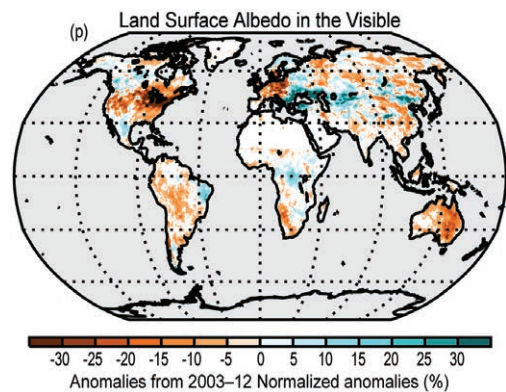 Land Surface Albedo in the Visible
(p)
-30 -25 -20 -15 -10 -5 0 5 10 15 20 25 30
Anomalies from 2003–12 Normalized anomalies (%)